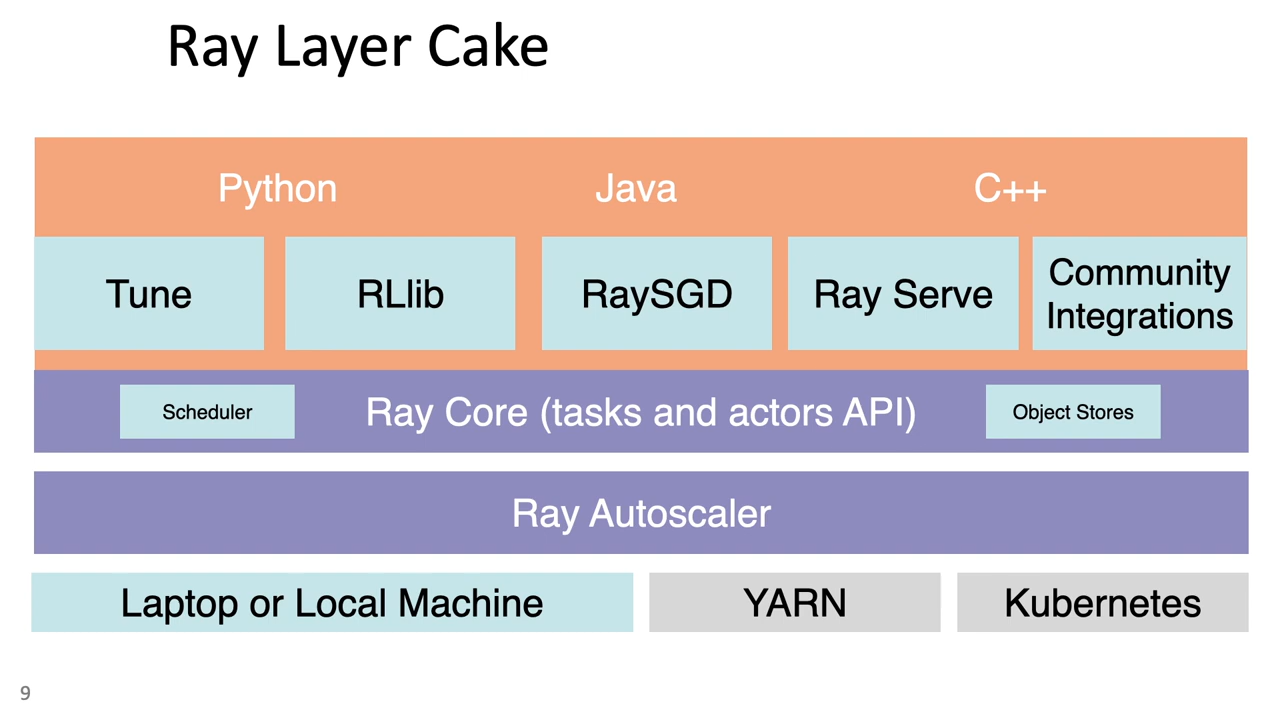 Ray Layer Cake
Python Java C++
Tune RLlib RaySGD Ray Serve Community
Integrations
Scheduler Ray Core (tasks and actors API) Object Stores
Ray Autoscaler
Laptop or Local Machine YARN Kubernetes
9